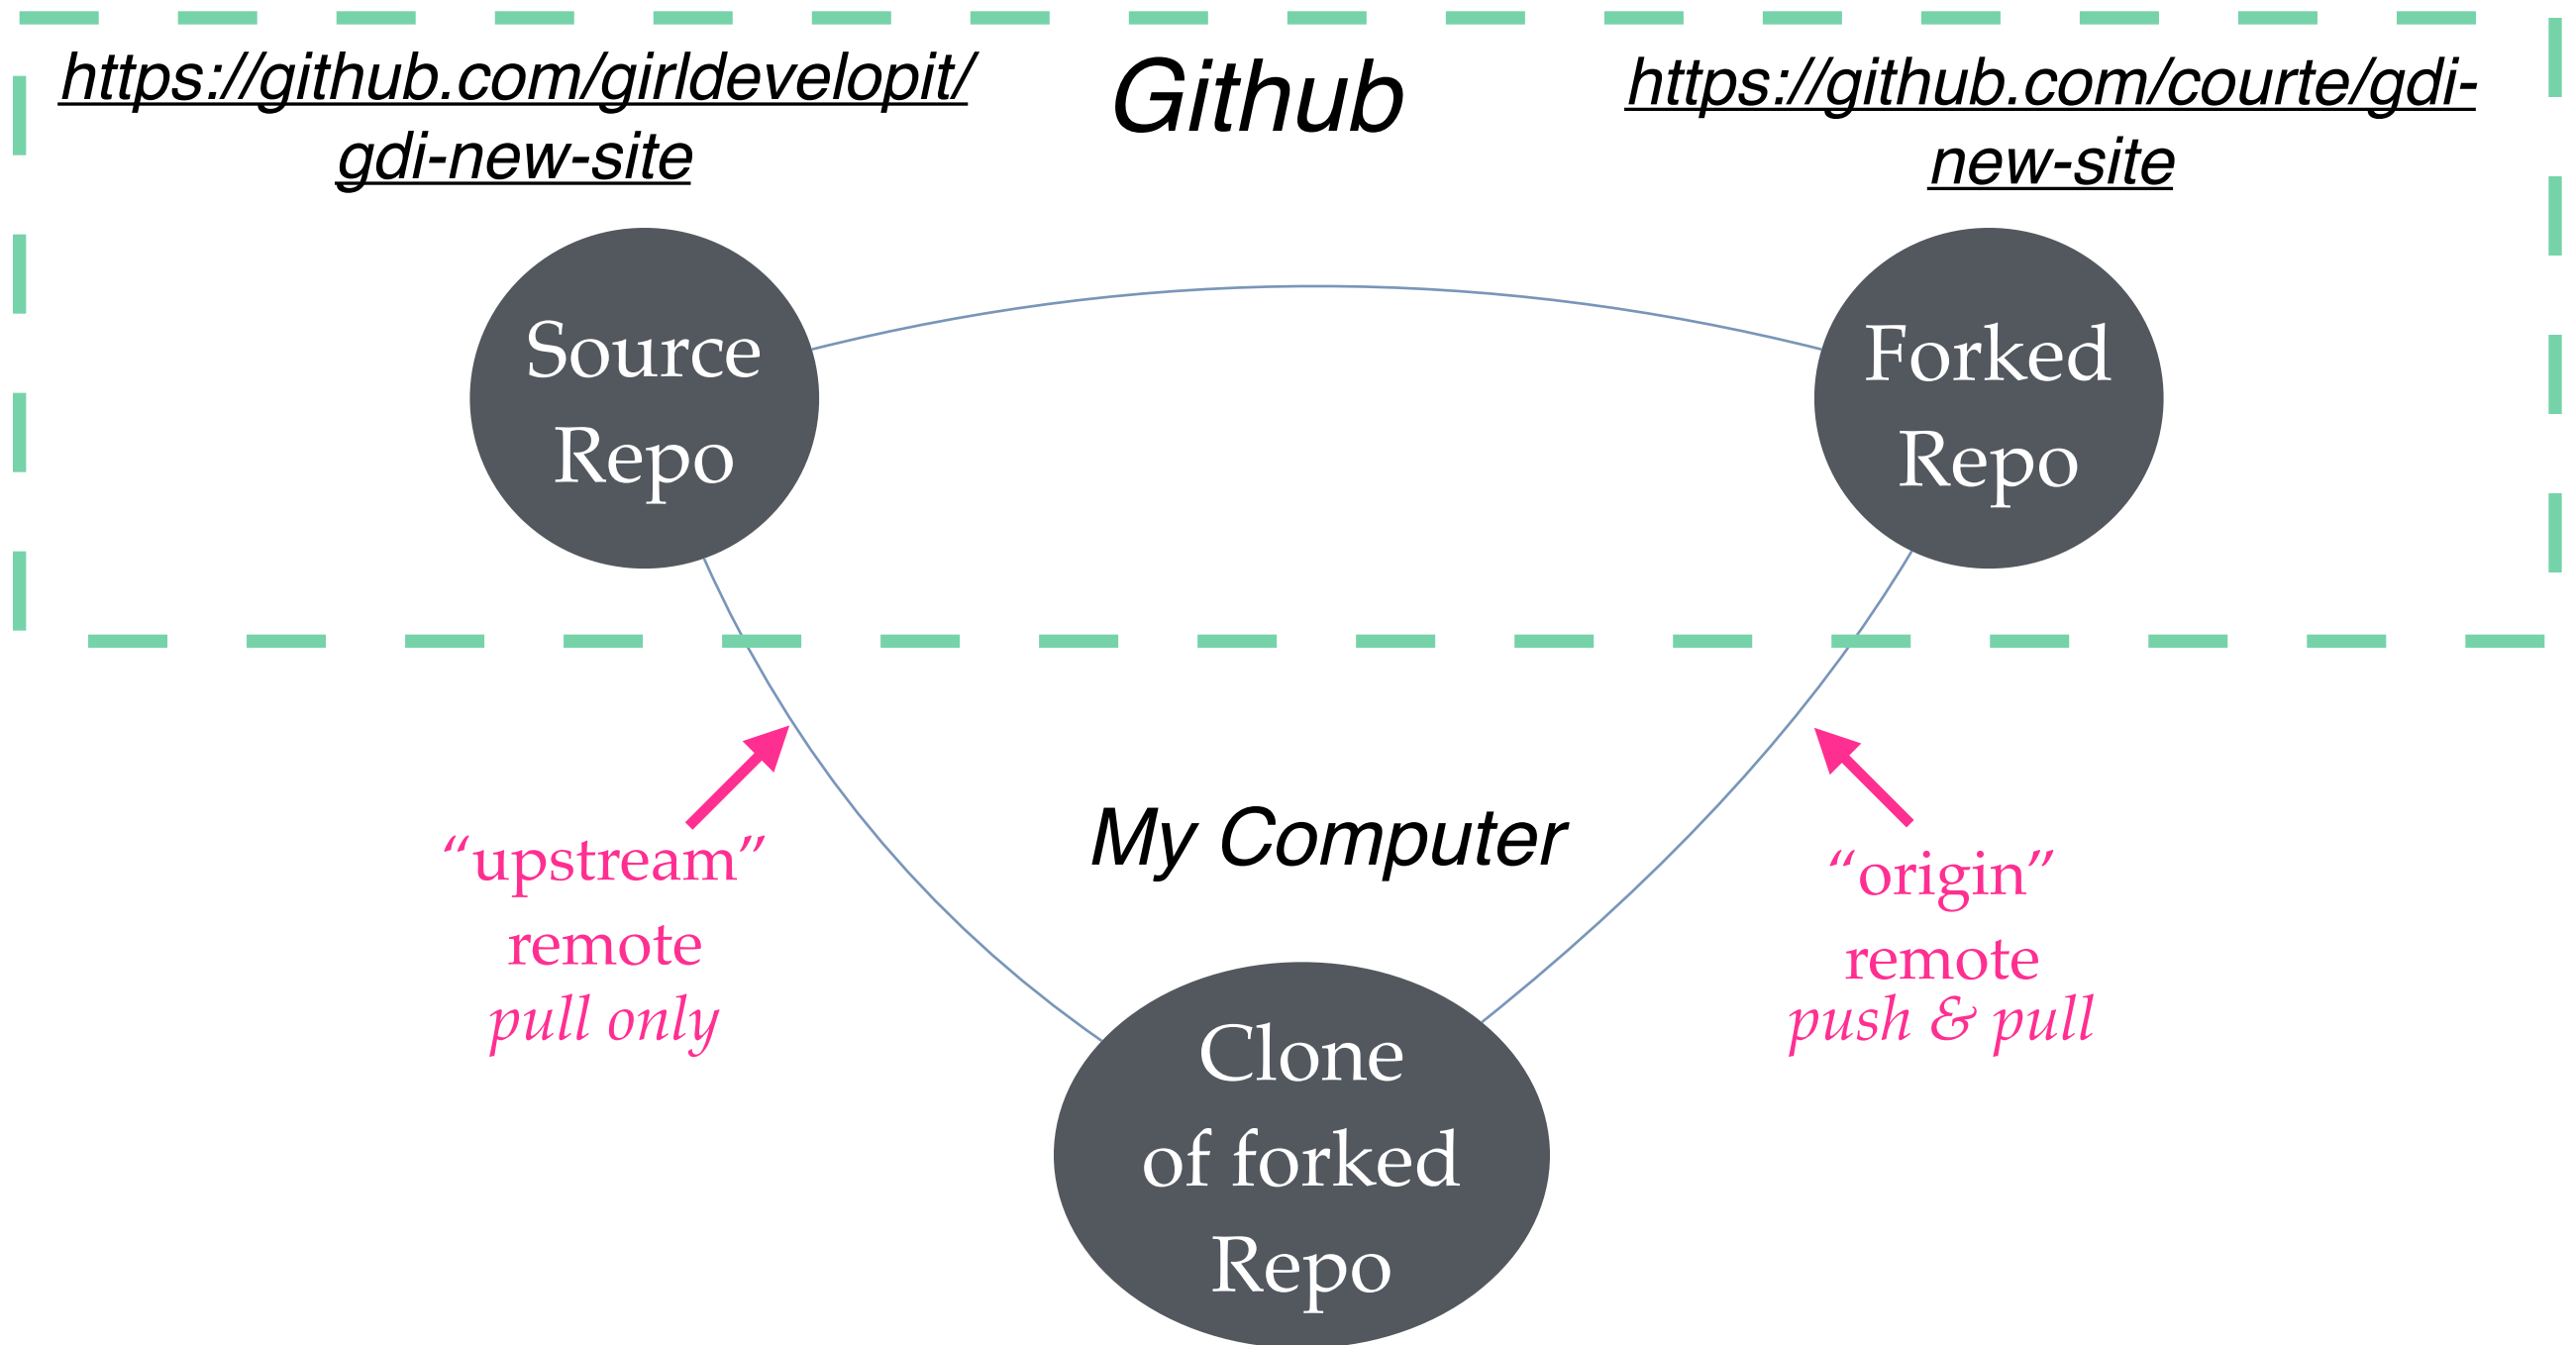 https://github.com/girldevelopit/
gdi-new-site
Github
https://github.com/courte/gdi-
new-site
Source
Repo
Forked
Repo
“upstream”
remote
pull only
My Computer
“origin”
remote
push & pull
Clone
of forked
Repo